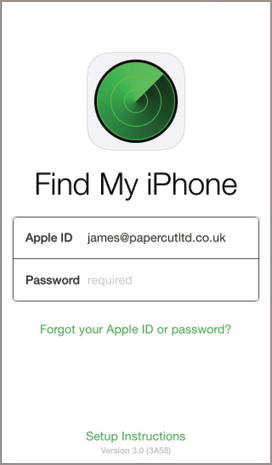 Find My iPhone
Apple ID james@papercutltd.co.uk
Password required
Forgot your Apple ID or password?
Setup Instructions
Version 3.0 (3A58)